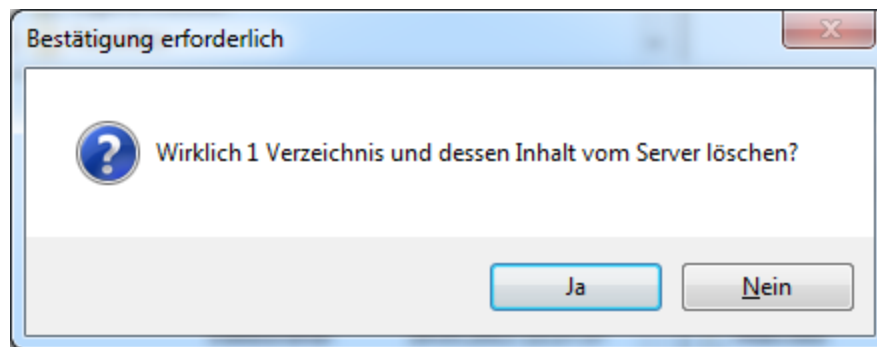 Bestätigung erforderlich
Wirklich 1 Verzeichnis und dessen Inhalt vom Server löschen?
Ja
Nein